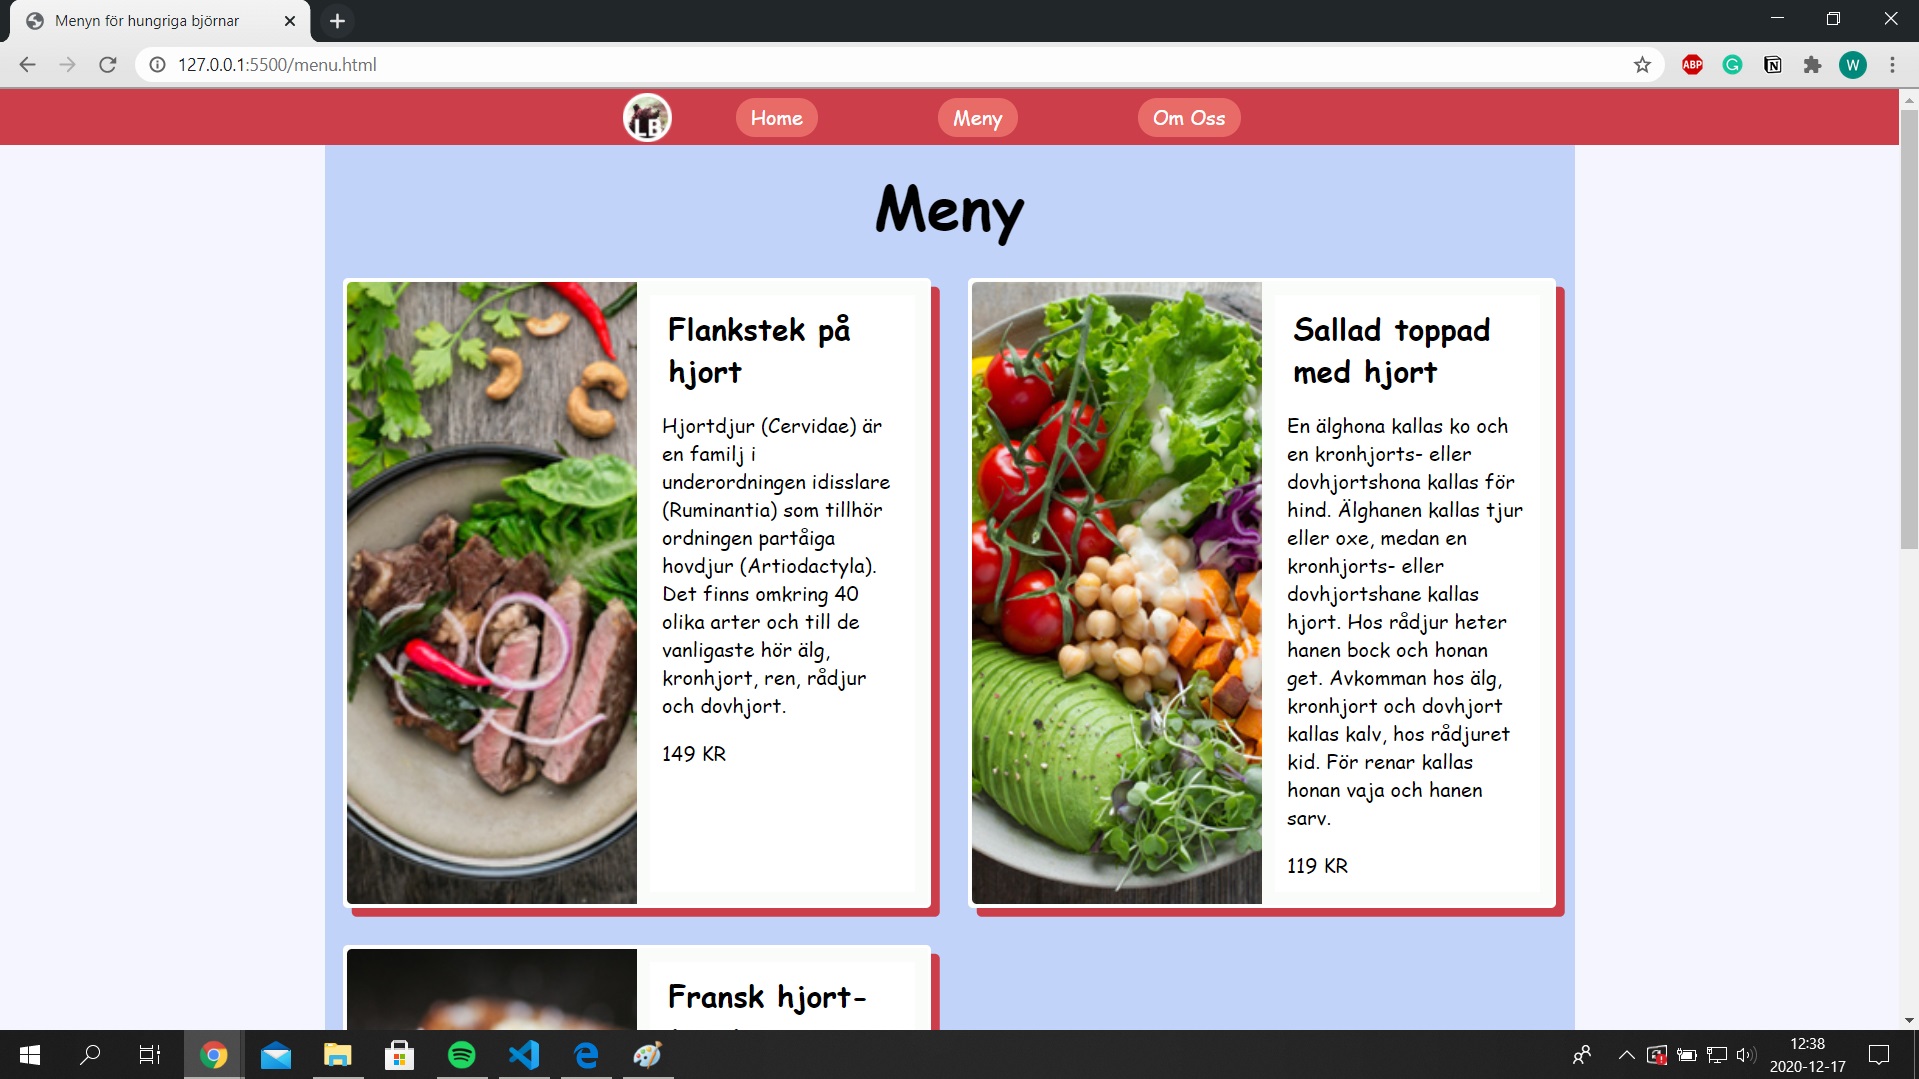 Menyn för hungriga björnar
127.0.0.1:5500/menu.html
ABP
W
LB
Home
Meny
Om Oss
Meny
Flankstek på
hjort
Hjortdjur (Cervidae) är
en familj i
underordningen idisslare
(Ruminantia) som tillhör
ordningen partåiga
hovdjur (Artiodactyla).
Det finns omkring 40
olika arter och till de
vanligaste hör älg,
kronhjort, ren, rådjur
och dovhjort.
149 KR
Sallad toppad
med hjort
En älghona kallas ko och
en kronhjorts- eller
dovhjortshona kallas för
hind. Älghanen kallas tjur
eller oxe, medan en
kronhjorts- eller
dovhjortshane kallas
hjort. Hos rådjur heter
hanen bock och honan
get. Avkomman hos älg,
kronhjort och dovhjort
kallas kalv, hos rådjuret
kid. För renar kallas
honan vaja och hanen
sarv.
119 KR
Fransk hjort-
12:38
2020-12-17